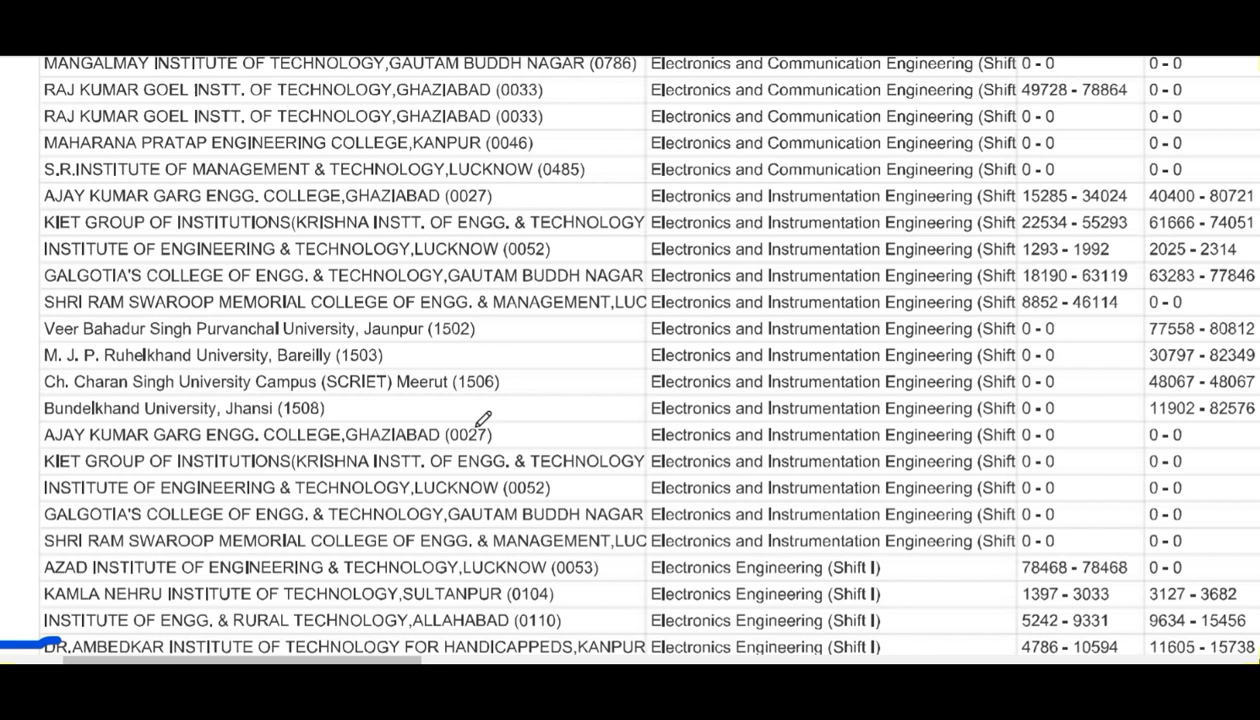 MANGALMAY INSTITUTE OF TECHNOLOGY,GAUTAM BUDDH NAGAR (0786) Electronics and Communication Engineering (Shift 0 - 0 0 - 0
RAJ KUMAR GOEL INSTT. OF TECHNOLOGY,GHAZIABAD (0033) Electronics and Communication Engineering (Shift 49728 - 78864 0 - 0
RAJ KUMAR GOEL INSTT. OF TECHNOLOGY,GHAZIABAD (0033) Electronics and Communication Engineering (Shift 0 - 0 0 - 0
MAHARANA PRATAP ENGINEERING COLLEGE,KANPUR (0046) Electronics and Communication Engineering (Shift 0 - 0 0 - 0
S.R.INSTITUTE OF MANAGEMENT & TECHNOLOGY,LUCKNOW (0485) Electronics and Communication Engineering (Shift 0 - 0 0 - 0
AJAY KUMAR GARG ENGG. COLLEGE,GHAZIABAD (0027) Electronics and Instrumentation Engineering (Shift 15285 - 34024 40400 - 80721
KIET GROUP OF INSTITUTIONS(KRISHNA INSTT. OF ENGG. & TECHNOLOGY Electronics and Instrumentation Engineering (Shift 22534 - 55293 61666 - 74051
INSTITUTE OF ENGINEERING & TECHNOLOGY,LUCKNOW (0052) Electronics and Instrumentation Engineering (Shift 1293 - 1992 2025 - 2314
GALGOTIA'S COLLEGE OF ENGG. & TECHNOLOGY,GAUTAM BUDDH NAGAR Electronics and Instrumentation Engineering (Shift 18190 - 63119 63283 - 77846
SHRI RAM SWAROOP MEMORIAL COLLEGE OF ENGG. & MANAGEMENT,LUC Electronics and Instrumentation Engineering (Shift 8852 - 46114 0 - 0
Veer Bahadur Singh Purvanchal University, Jaunpur (1502) Electronics and Instrumentation Engineering (Shift 0 - 0 77558 - 80812
M. J. P. Ruhelkhand University, Bareilly (1503) Electronics and Instrumentation Engineering (Shift 0 - 0 30797 - 82349
Ch. Charan Singh University Campus (SCRIET) Meerut (1506) Electronics and Instrumentation Engineering (Shift 0 - 0 48067 - 48067
Bundelkhand University, Jhansi (1508) Electronics and Instrumentation Engineering (Shift 0 - 0 11902 - 82576
AJAY KUMAR GARG ENGG. COLLEGE,GHAZIABAD (0027) Electronics and Instrumentation Engineering (Shift 0 - 0 0 - 0
KIET GROUP OF INSTITUTIONS(KRISHNA INSTT. OF ENGG. & TECHNOLOGY Electronics and Instrumentation Engineering (Shift 0 - 0 0 - 0
INSTITUTE OF ENGINEERING & TECHNOLOGY,LUCKNOW (0052) Electronics and Instrumentation Engineering (Shift 0 - 0 0 - 0
GALGOTIA'S COLLEGE OF ENGG. & TECHNOLOGY,GAUTAM BUDDH NAGAR Electronics and Instrumentation Engineering (Shift 0 - 0 0 - 0
SHRI RAM SWAROOP MEMORIAL COLLEGE OF ENGG. & MANAGEMENT,LUC Electronics and Instrumentation Engineering (Shift 0 - 0 0 - 0
AZAD INSTITUTE OF ENGINEERING & TECHNOLOGY,LUCKNOW (0053) Electronics Engineering (Shift I) 78468 - 78468 0 - 0
KAMLA NEHRU INSTITUTE OF TECHNOLOGY,SULTANPUR (0104) Electronics Engineering (Shift I) 1397 - 3033 3127 - 3682
INSTITUTE OF ENGG. & RURAL TECHNOLOGY,ALLAHABAD (0110) Electronics Engineering (Shift I) 5242 - 9331 9634 - 15456
DR.AMBEDKAR INSTITUTE OF TECHNOLOGY FOR HANDICAPPEDS,KANPUR Electronics Engineering (Shift I) 4786 - 10594 11605 - 15738